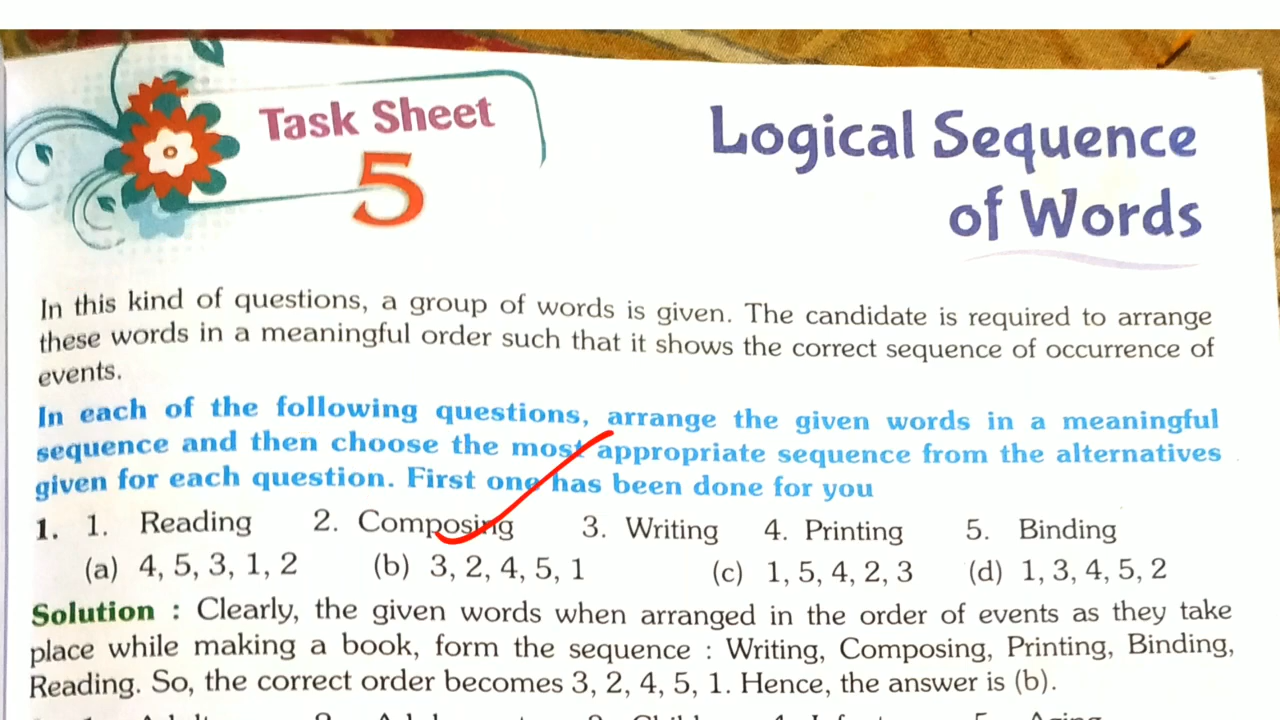 Task Sheet
5
Logical Sequence
of Words
In this kind of questions, a group of words is given. The candidate is required to arrange
these words in a meaningful order such that it shows the correct sequence of occurrence of
events.
In each of the following questions, arrange the given words in a meaningful
sequence and then choose the most appropriate sequence from the alternatives
given for each question. First one has been done for you
1. 1. Reading 2. Composing 3. Writing 4. Printing 5. Binding
(a) 4, 5, 3, 1, 2 (b) 3, 2, 4, 5, 1 (c) 1, 5, 4, 2, 3 (d) 1, 3, 4, 5, 2
Solution : Clearly, the given words when arranged in the order of events as they take
place while making a book, form the sequence : Writing, Composing, Printing, Binding,
Reading. So, the correct order becomes 3, 2, 4, 5, 1. Hence, the answer is (b).